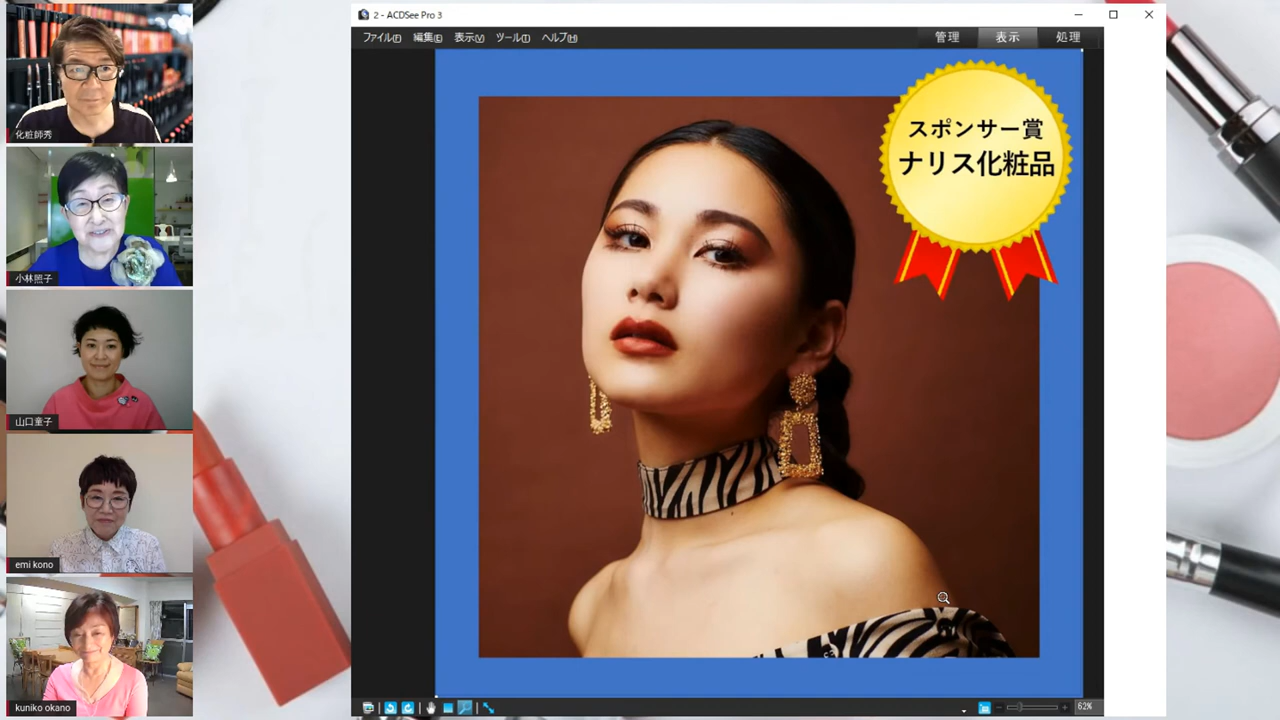 化粧師秀
小林照子
山口童子
emi kono
kuniko okano
2 - ACDSee Pro 3
ファイル(F) 編集(E) 表示(V) ツール(T) ヘルプ(H)
管理 表示 処理
スポンサー賞
ナリス化粧品
62%